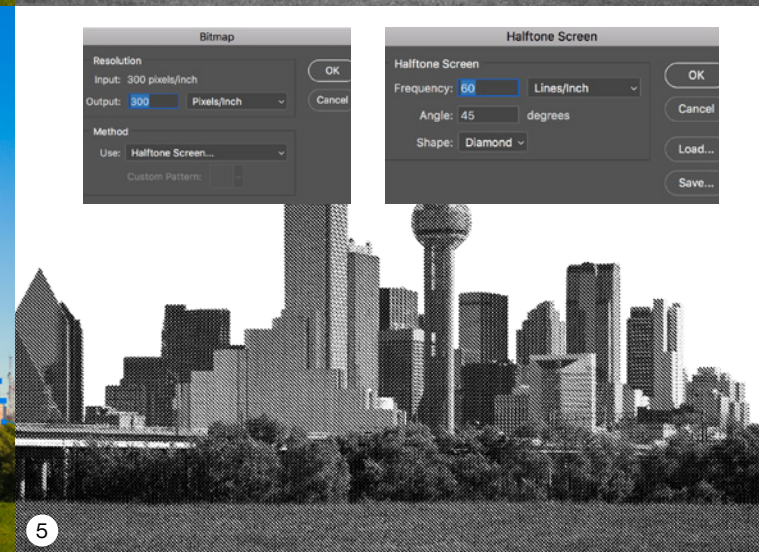 Bitmap
Resolution
Input: 300 pixels/inch
Output: 300 Pixels/Inch
Method
Use: Halftone Screen...
Custom Pattern:
OK
Cancel
Halftone Screen
Halftone Screen
Frequency: 60 Lines/Inch
Angle: 45 degrees
Shape: Diamond
OK
Cancel
Load...
Save...
5